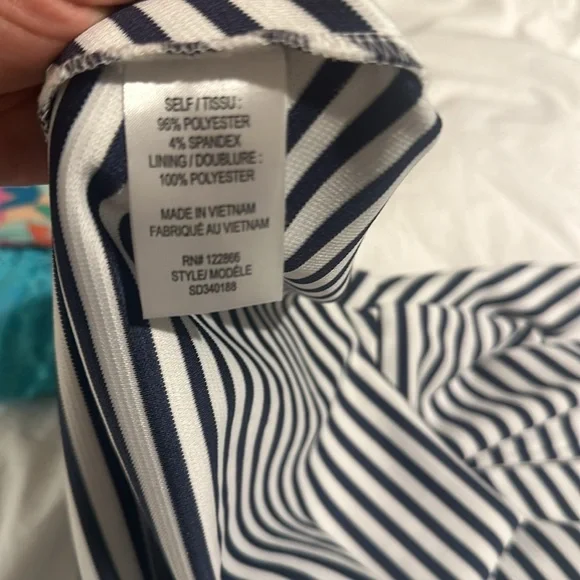 SELF / TISSU :
96% POLYESTER
4% SPANDEX
LINING / DOUBLURE :
100% POLYESTER
MADE IN VIETNAM
FABRIQUÉ AU VIETNAM
RN# 122866
STYLE/ MODÈLE
SD340188